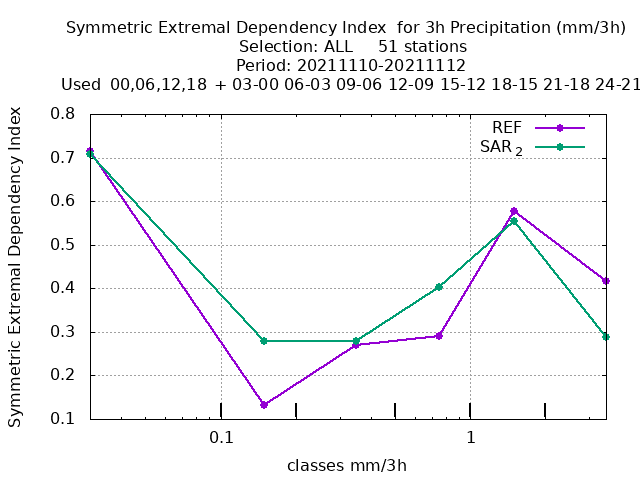 Symmetric Extremal Dependency Index  for 3h Precipitation (mm/3h)
Selection: ALL     51 stations
Period: 20211110-20211112
Used  00,06,12,18  + 03-00 06-03 09-06 12-09 15-12 18-15 21-18 24-21
REF
SAR 2
0.8
0.7
0.6
0.5
0.4
0.3
0.2
0.1
Symmetric Extremal Dependency Index
0.1 1
classes mm/3h